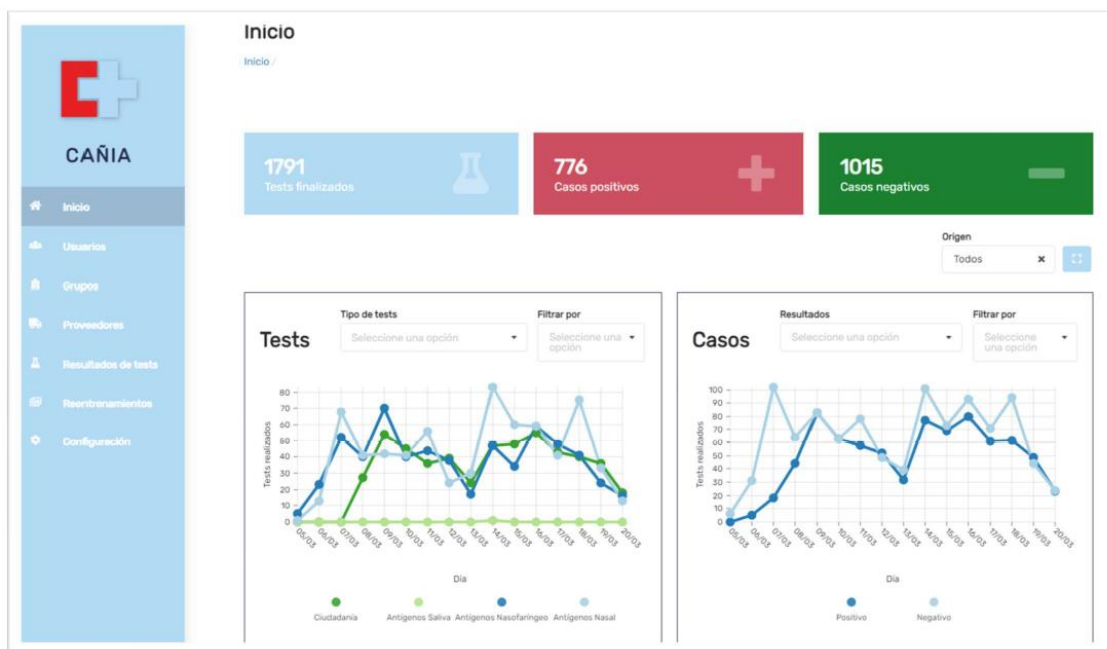 CAÑIA
Inicio
Usuarios
Grupos
Proveedores
Resultados de tests
Reentrenamientos
Configuración
Inicio
Inicio /
1791
Tests finalizados
776
Casos positivos
1015
Casos negativos
Origen
Todos
Tests
Tipo de tests
Seleccione una opción
Filtrar por
Seleccione una
opción
Tests realizados
80
70
60
60
40
30
20
10
0
05/03 06/03 07/03 08/03 09/03 10/03 11/03 12/03 13/03 14/03 15/03 16/03 17/03 18/03 19/03 20/03
Día
Ciudadanía Antígenos Saliva Antígenos Nasofaríngeo Antígenos Nasal
Casos
Resultados
Seleccione una opción
Filtrar por
Seleccione
una opción
Tests realizados
100
90
80
70
60
50
40
30
20
10
0
05/03 06/03 07/03 08/03 09/03 10/03 11/03 12/03 13/03 14/03 15/03 16/03 17/03 18/03 19/03 20/03
Día
Positivo Negativo